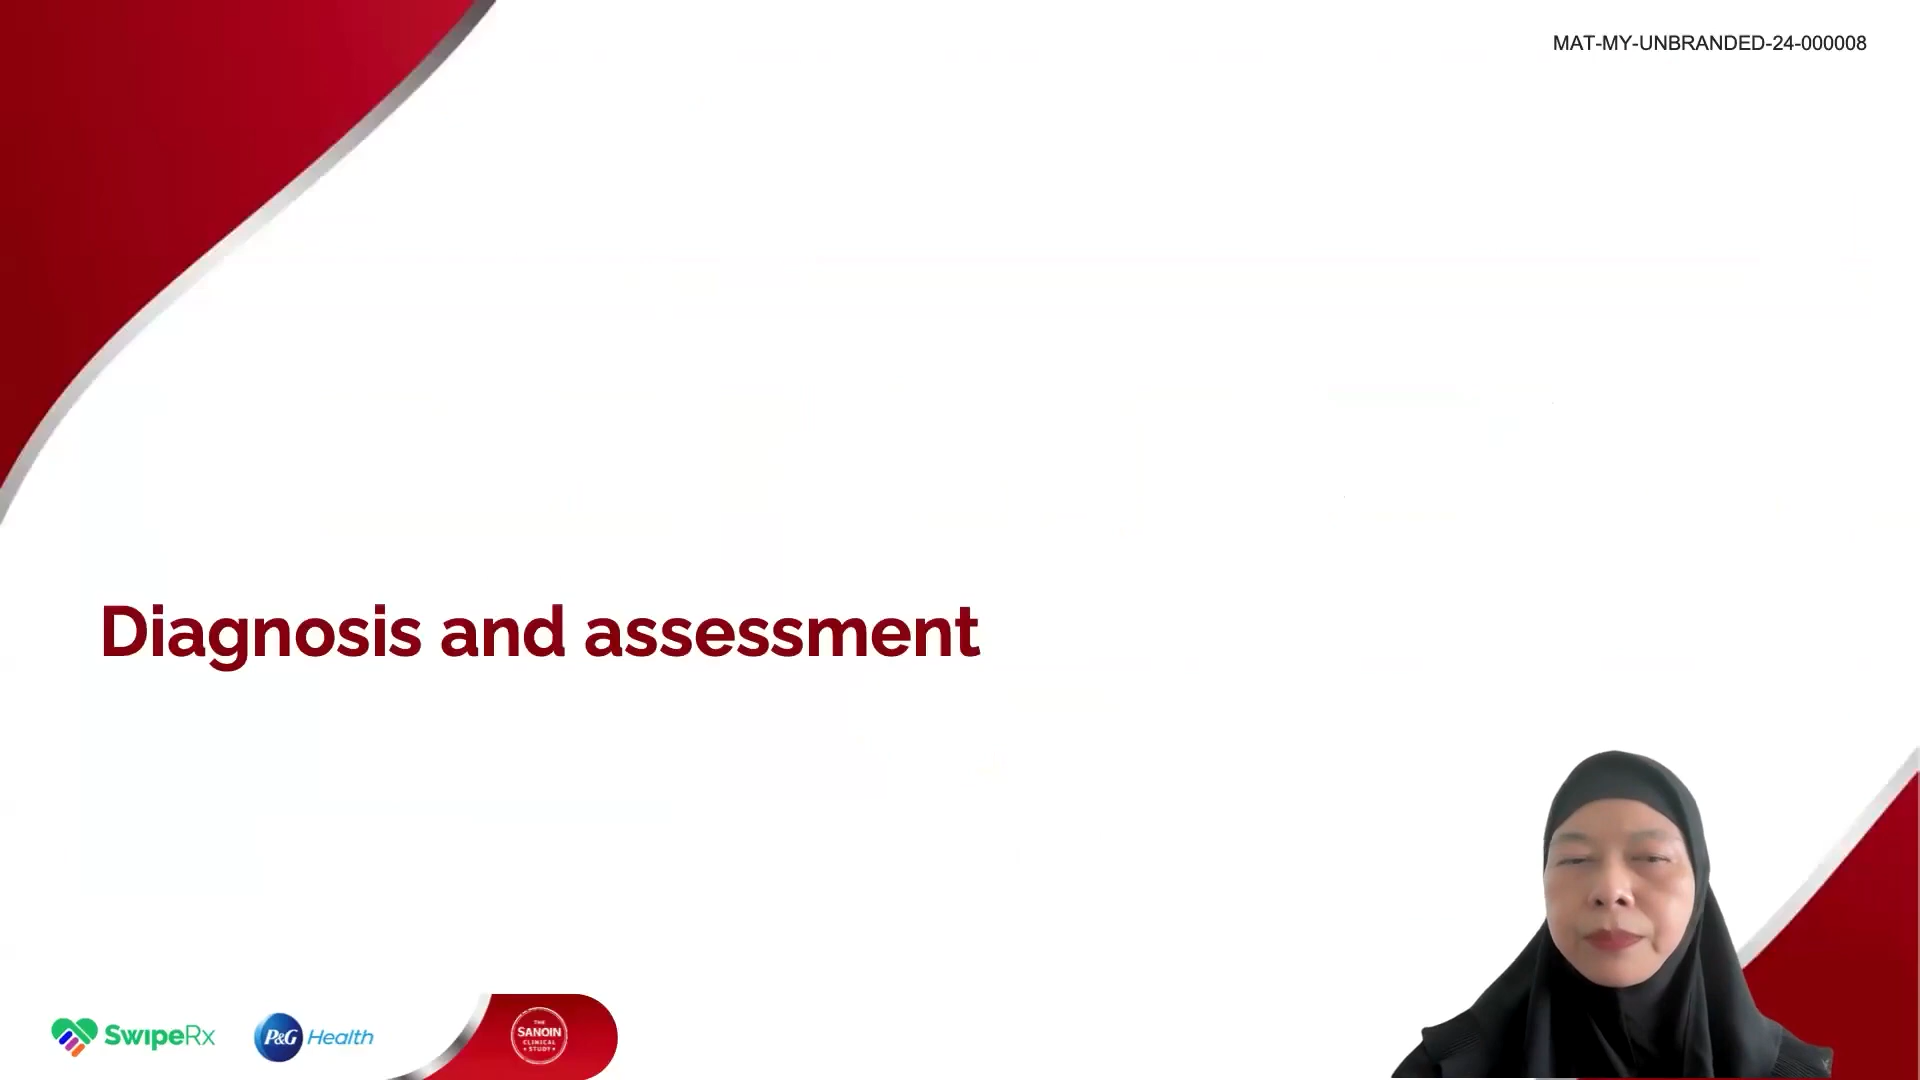 MAT-MY-UNBRANDED-24-000008
Diagnosis and assessment
SwipeRx
P&G Health
THE
SANOIN
CLINICAL
STUDY